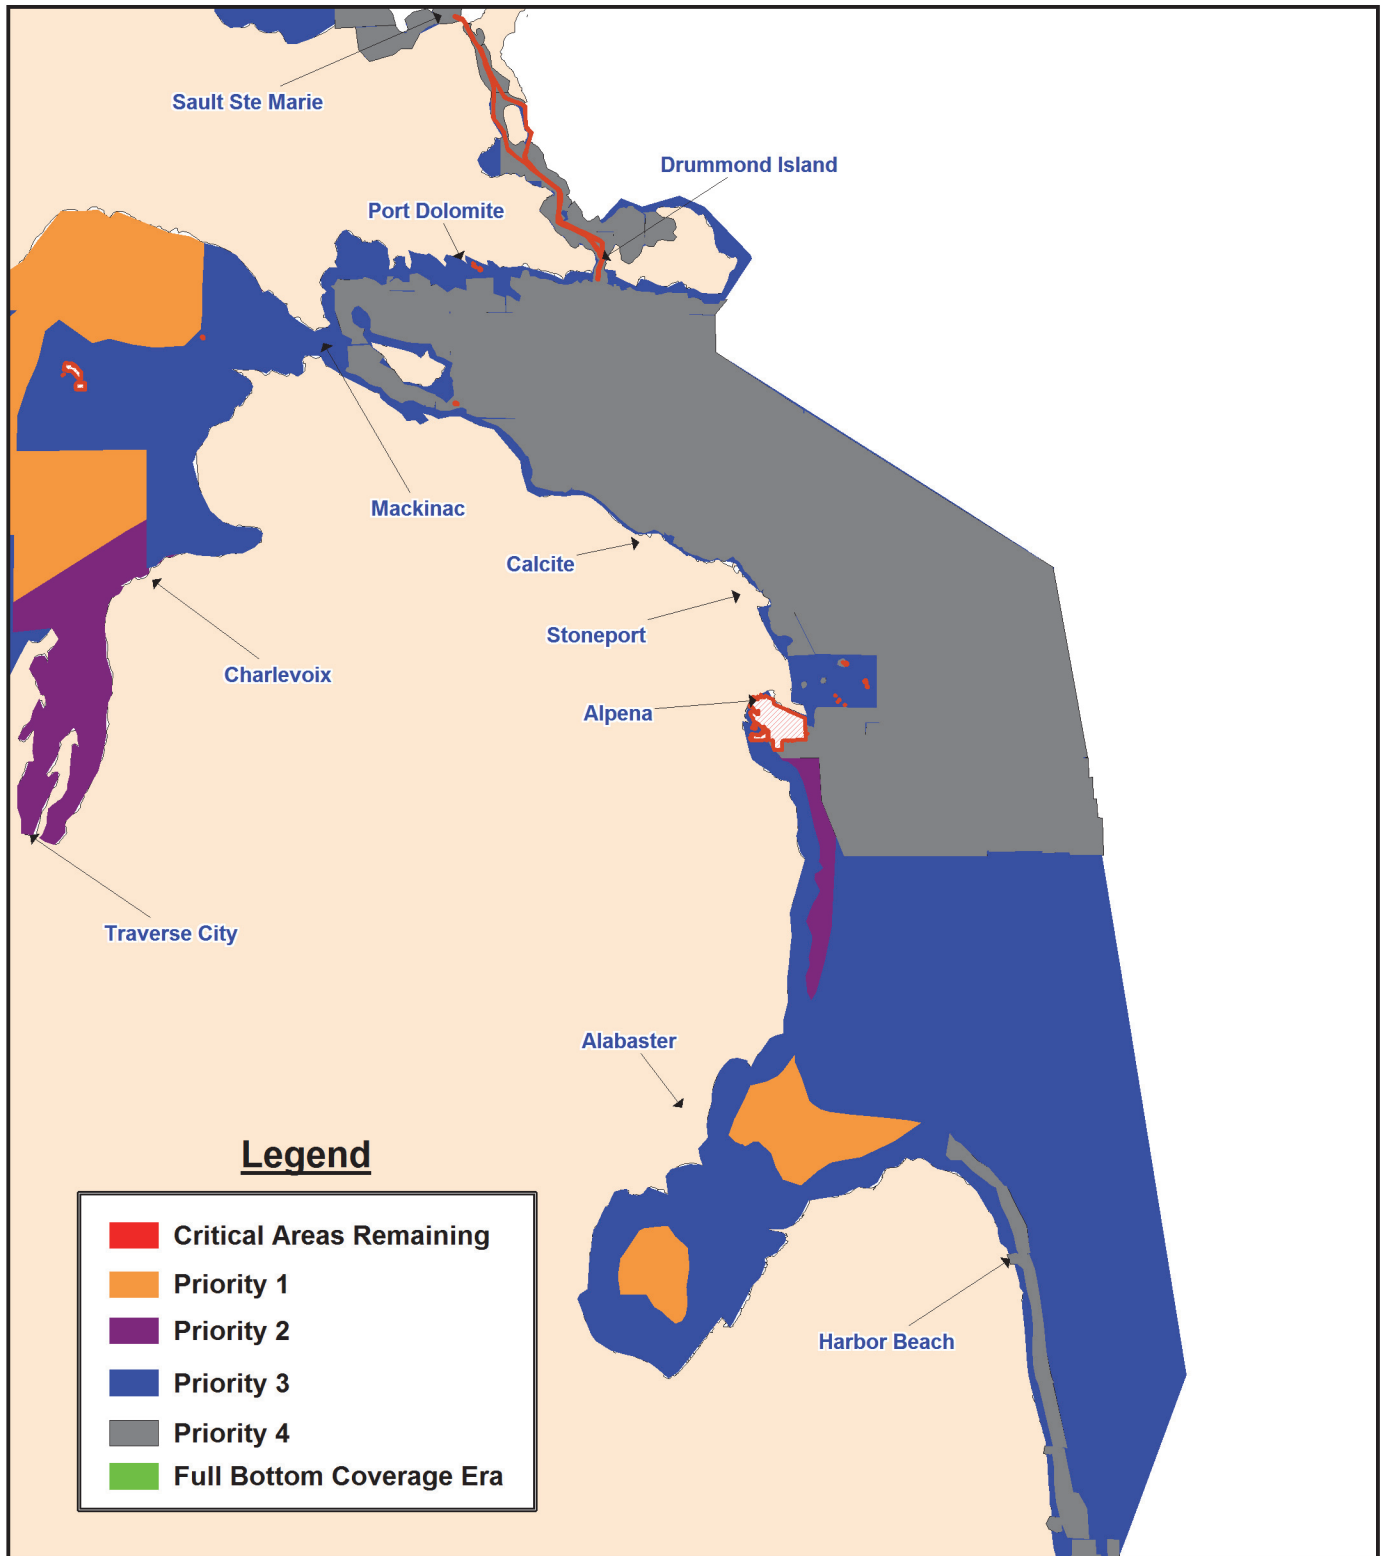 Sault Ste Marie
Drummond Island
Port Dolomite
Mackinac
Calcite
Stoneport
Charlevoix
Alpena
Traverse City
Alabaster
Harbor Beach
Legend
Critical Areas Remaining
Priority 1
Priority 2
Priority 3
Priority 4
Full Bottom Coverage Era